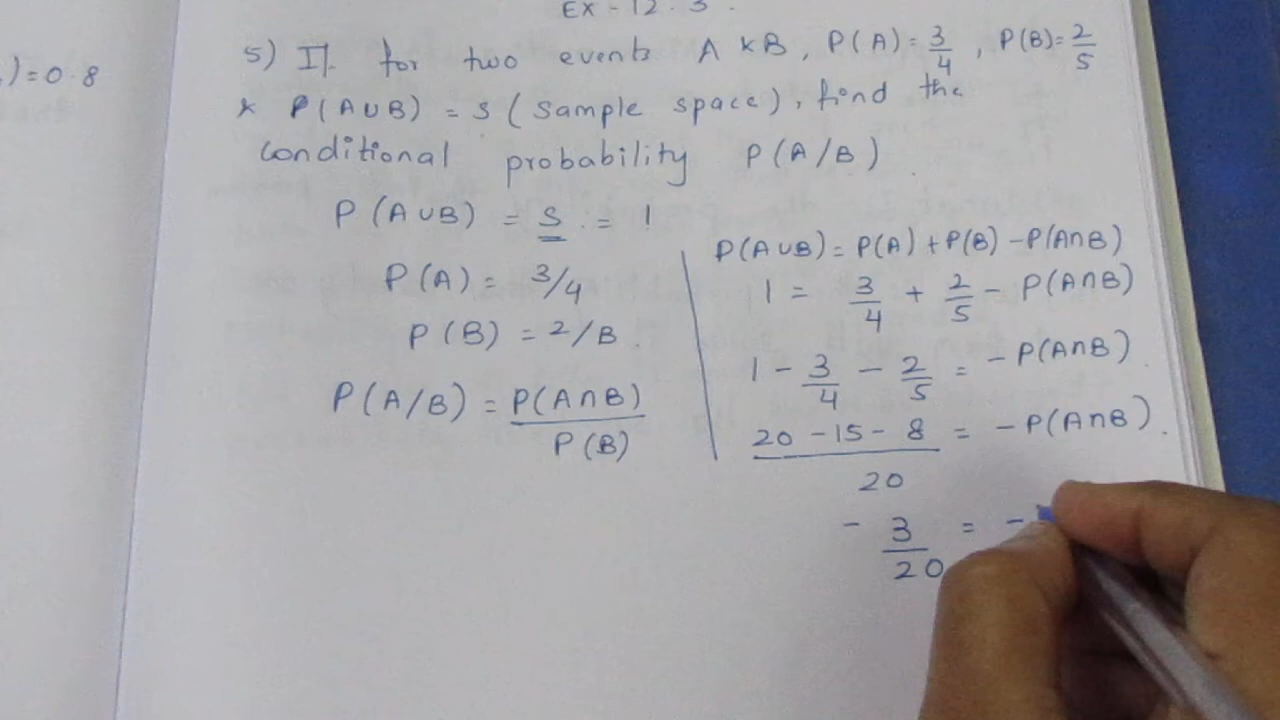 ) = 0.8
Ex - 12.3.
5) If for two events A & B, P(A) = 3/4, P(B) = 2/5
& P(A∪B) = S (sample space), find the
conditional probability P(A/B)
P(A∪B) = S = 1
P(A) = 3/4
P(B) = 2/B.
P(A/B) = P(A∩B) / P(B)
P(A∪B) = P(A) + P(B) - P(A∩B)
1 = 3/4 + 2/5 - P(A∩B)
1 - 3/4 - 2/5 = - P(A∩B).
20 - 15 - 8 / 20 = - P(A∩B).
- 3/20 = -